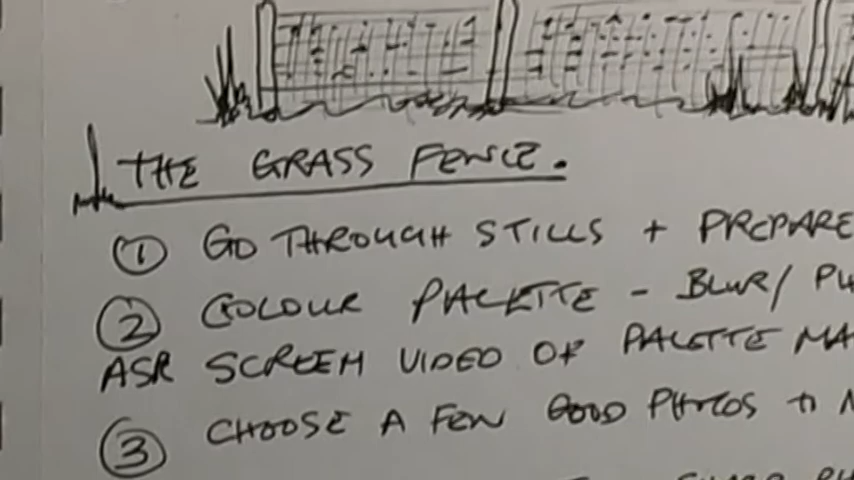 THE GRASS FENCE.
① GO THROUGH STILLS + PREPARE
② COLOUR PALETTE - BLUR/
ASR SCREEN VIDEO OF PALETTE
③ CHOOSE A FEW GOOD PHOTOS